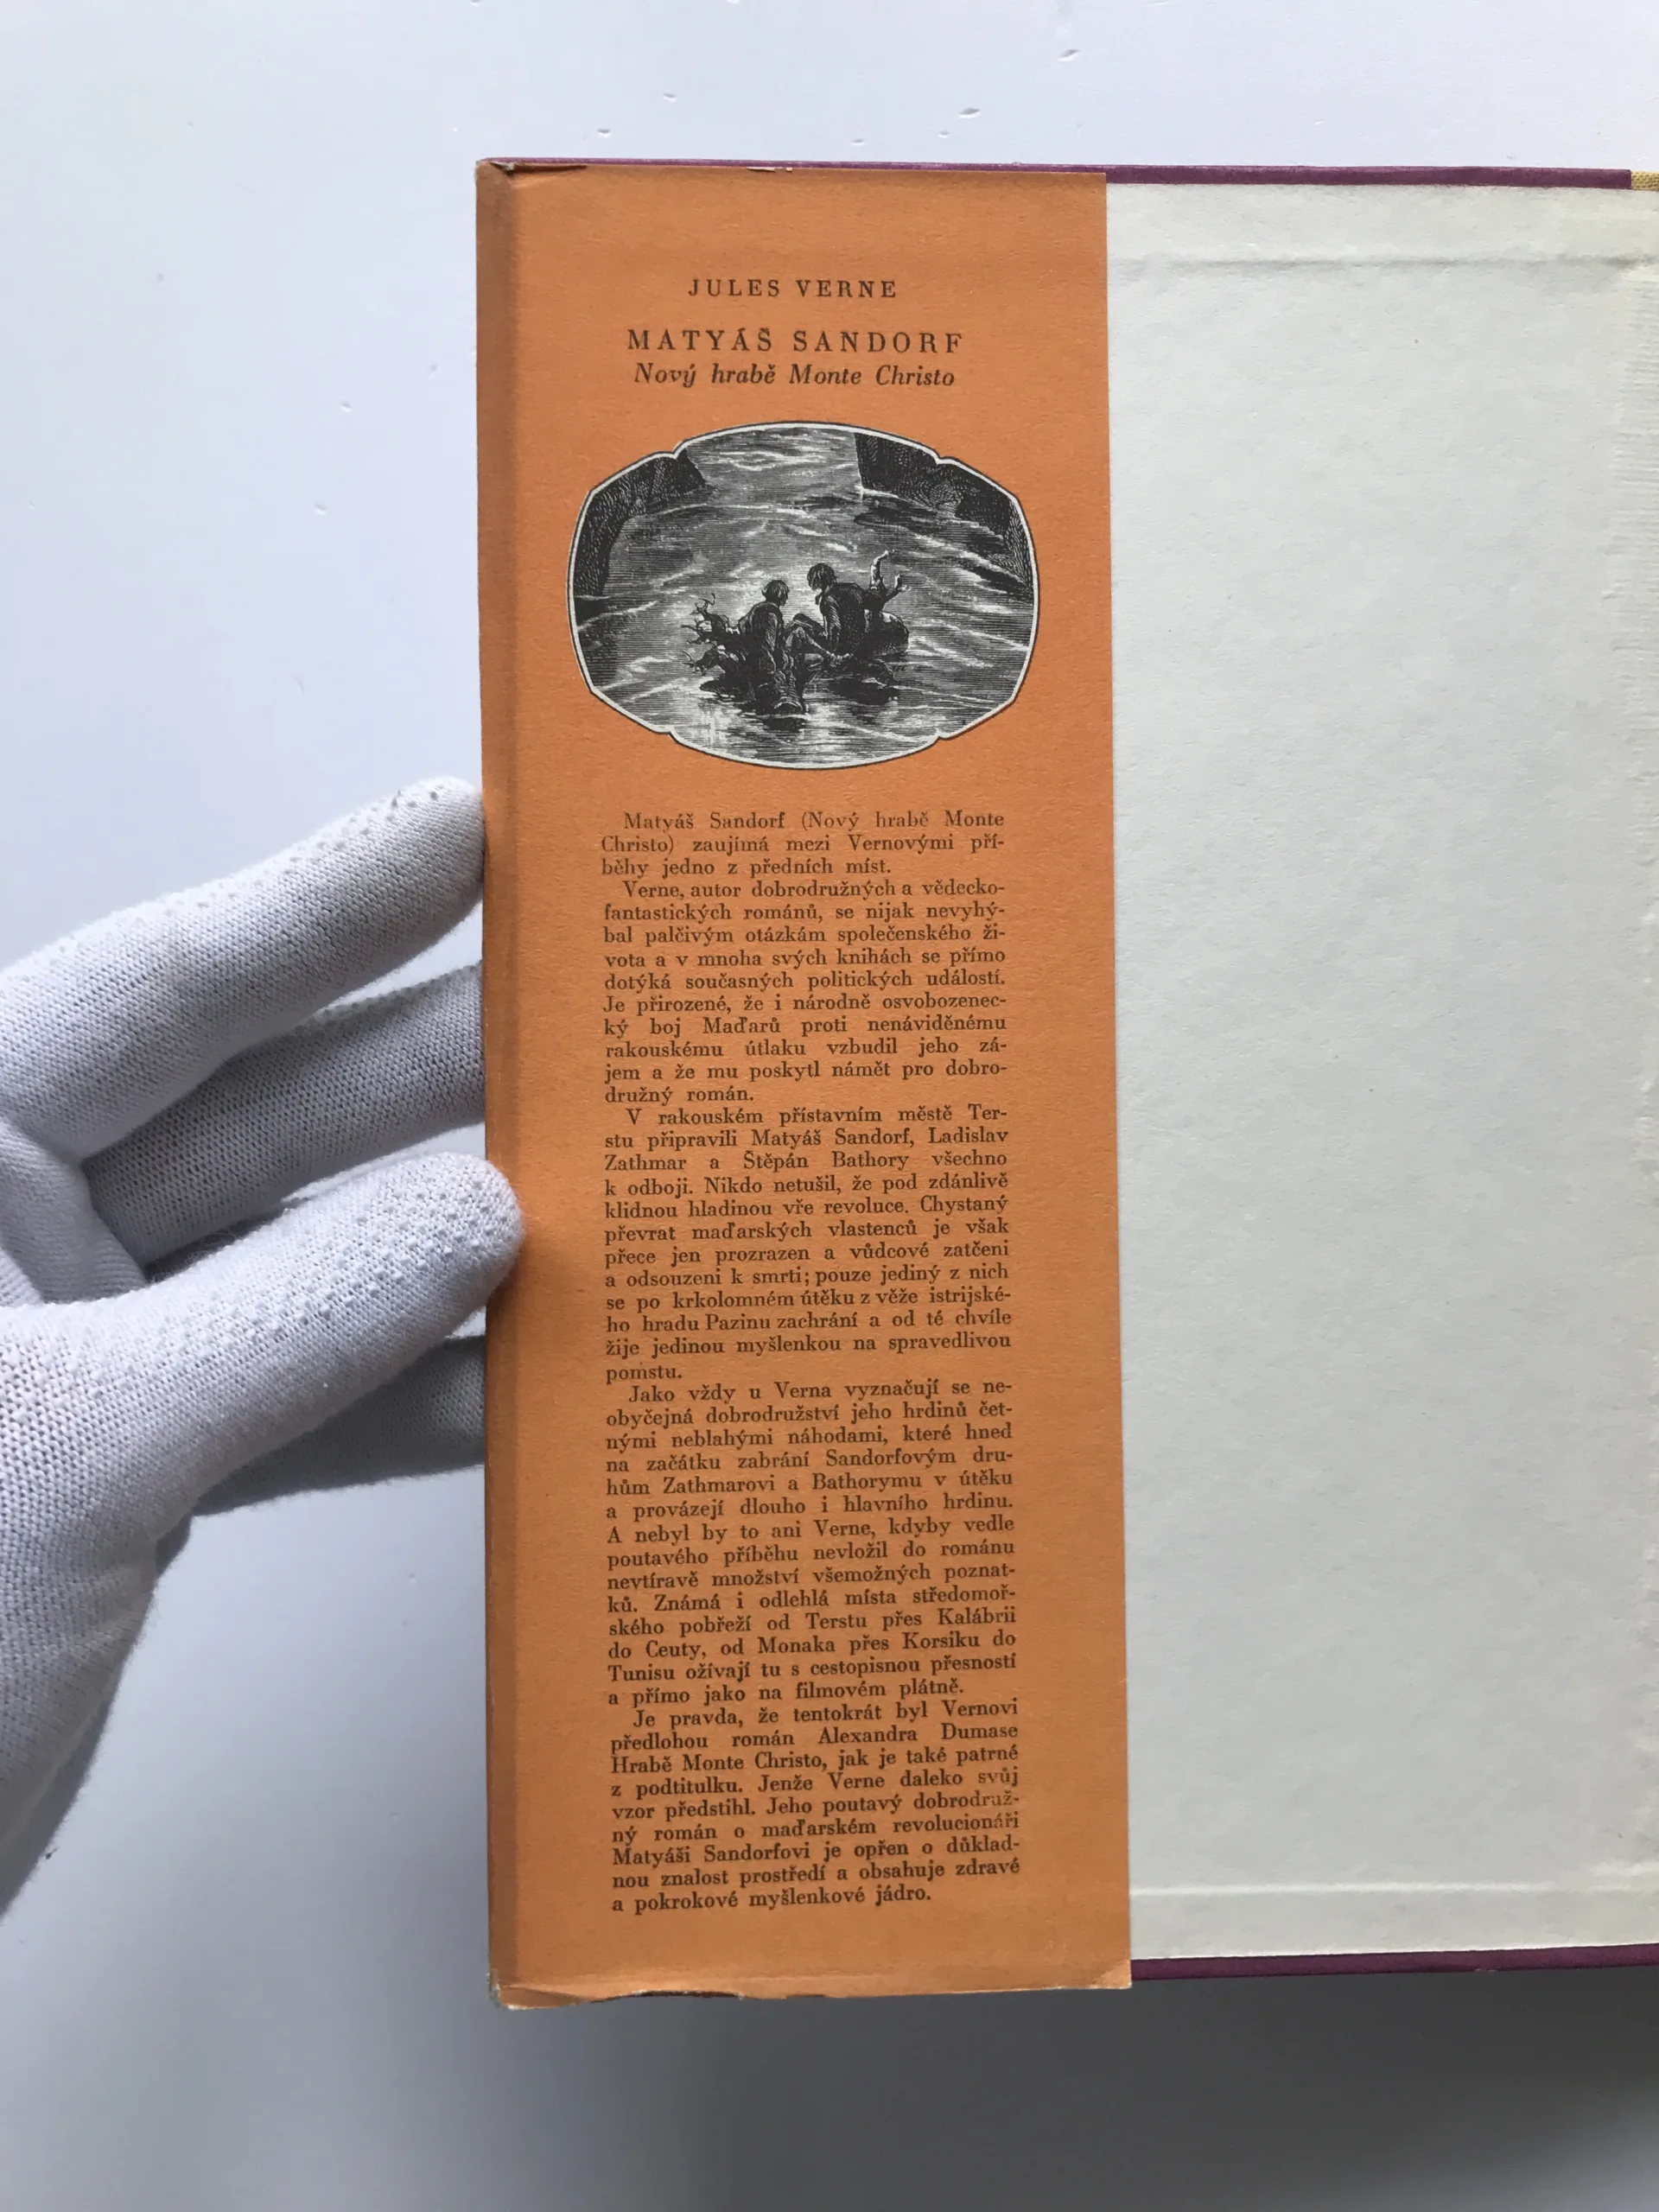 JULES VERNE
MATYÁŠ SANDORF
Nový hrabě Monte Christo
Matyáš Sandorf (Nový hrabě Monte
Christo) zaujímá mezi Vernovými pří-
běhy jedno z předních míst.
Verne, autor dobrodružných a vědecko-
fantastických románů, se nijak nevyhý-
bal palčivým otázkám společenského ži-
vota a v mnoha svých knihách se přímo
dotýká současných politických událostí.
Je přirozené, že i národně osvobozenec-
ký boj Maďarů proti nenáviděnému
rakouskému útlaku vzbudil jeho zá-
jem a že mu poskytl námět pro dobro-
družný román.
V rakouském přístavním městě Ter-
stu připravili Matyáš Sandorf, Ladislav
Zathmar a Štěpán Bathory všechno
k odboji. Nikdo netušil, že pod zdánlivě
klidnou hladinou vře revoluce. Chystaný
převrat maďarských vlastenců je však
přece jen prozrazen a vůdcové zatčeni
a odsouzeni k smrti; pouze jediný z nich
se po krkolomném útěku z věže istrijské-
ho hradu Pazinu zachrání a od té chvíle
žije jedinou myšlenkou na spravedlivou
pomstu.
Jako vždy u Verna vyznačují se ne-
obyčejná dobrodružství jeho hrdinů čet-
nými neblahými náhodami, které hned
na začátku zabrání Sandorfovým dru-
hům Zathmarovi a Bathorymu v útěku
a provázejí dlouho i hlavního hrdinu.
A nebyl by to ani Verne, kdyby vedle
poutavého příběhu nevložil do románu
nevtíravě množství všemožných poznat-
ků. Známá i odlehlá místa středomoř-
ského pobřeží od Terstu přes Kalábrii
do Ceuty, od Monaka přes Korsiku do
Tunisu ožívají tu s cestopisnou přesností
a přímo jako na filmovém plátně.
Je pravda, že tentokrát byl Vernovi
předlohou román Alexandra Dumase
Hrabě Monte Christo, jak je také patrné
z podtitulku. Jenže Verne daleko svůj
vzor předstihl. Jeho poutavý dobrodruž-
ný román o maďarském revolucionáři
Matyáši Sandorfovi je opřen o důklad-
nou znalost prostředí a obsahuje zdravé
a pokrokové myšlenkové jádro.